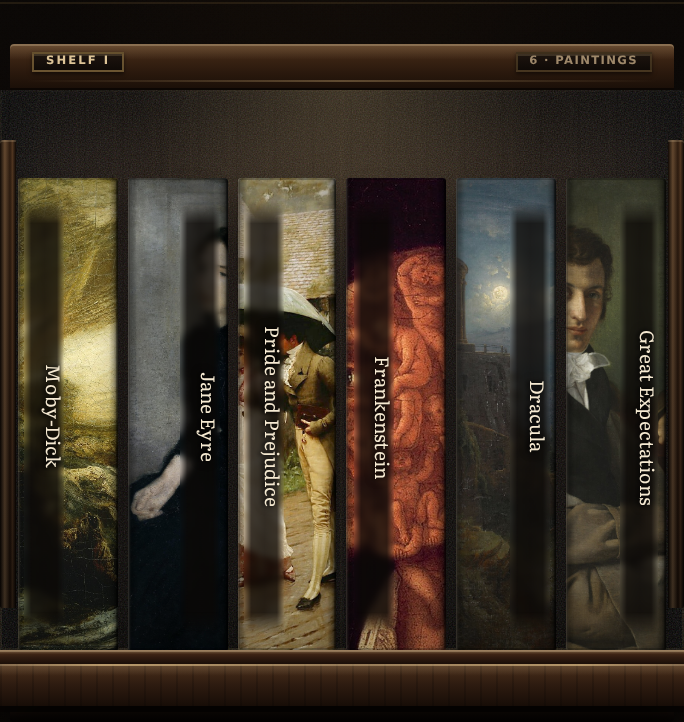 SHELF I
6 · PAINTINGS
Moby-Dick
Jane Eyre
Pride and Prejudice
Frankenstein
Dracula
Great Expectations